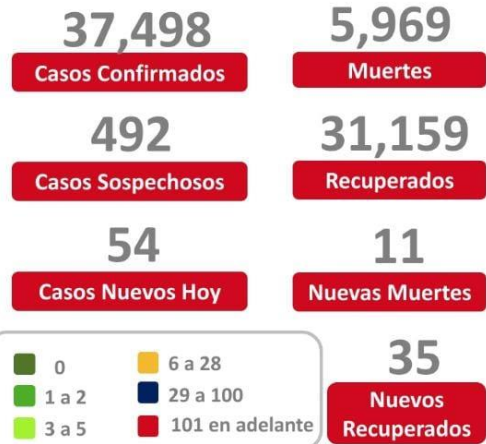 37,498
Casos Confirmados
5,969
Muertes
492
Casos Sospechosos
31,159
Recuperados
54
Casos Nuevos Hoy
11
Nuevas Muertes
0
1 a 2
3 a 5
6 a 28
29 a 100
101 en adelante
35
Nuevos
Recuperados